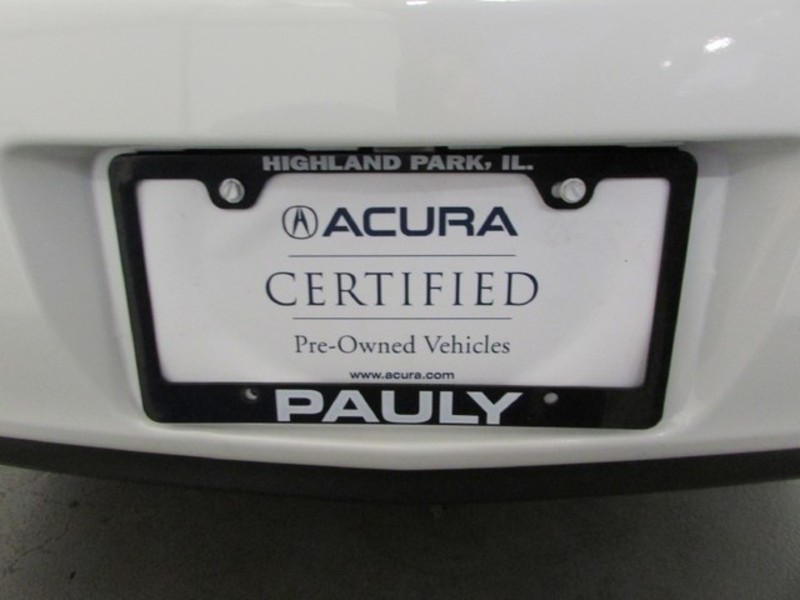 HIGHLAND PARK, IL.
ACURA
CERTIFIED
Pre-Owned Vehicles
www.acura.com
PAULY